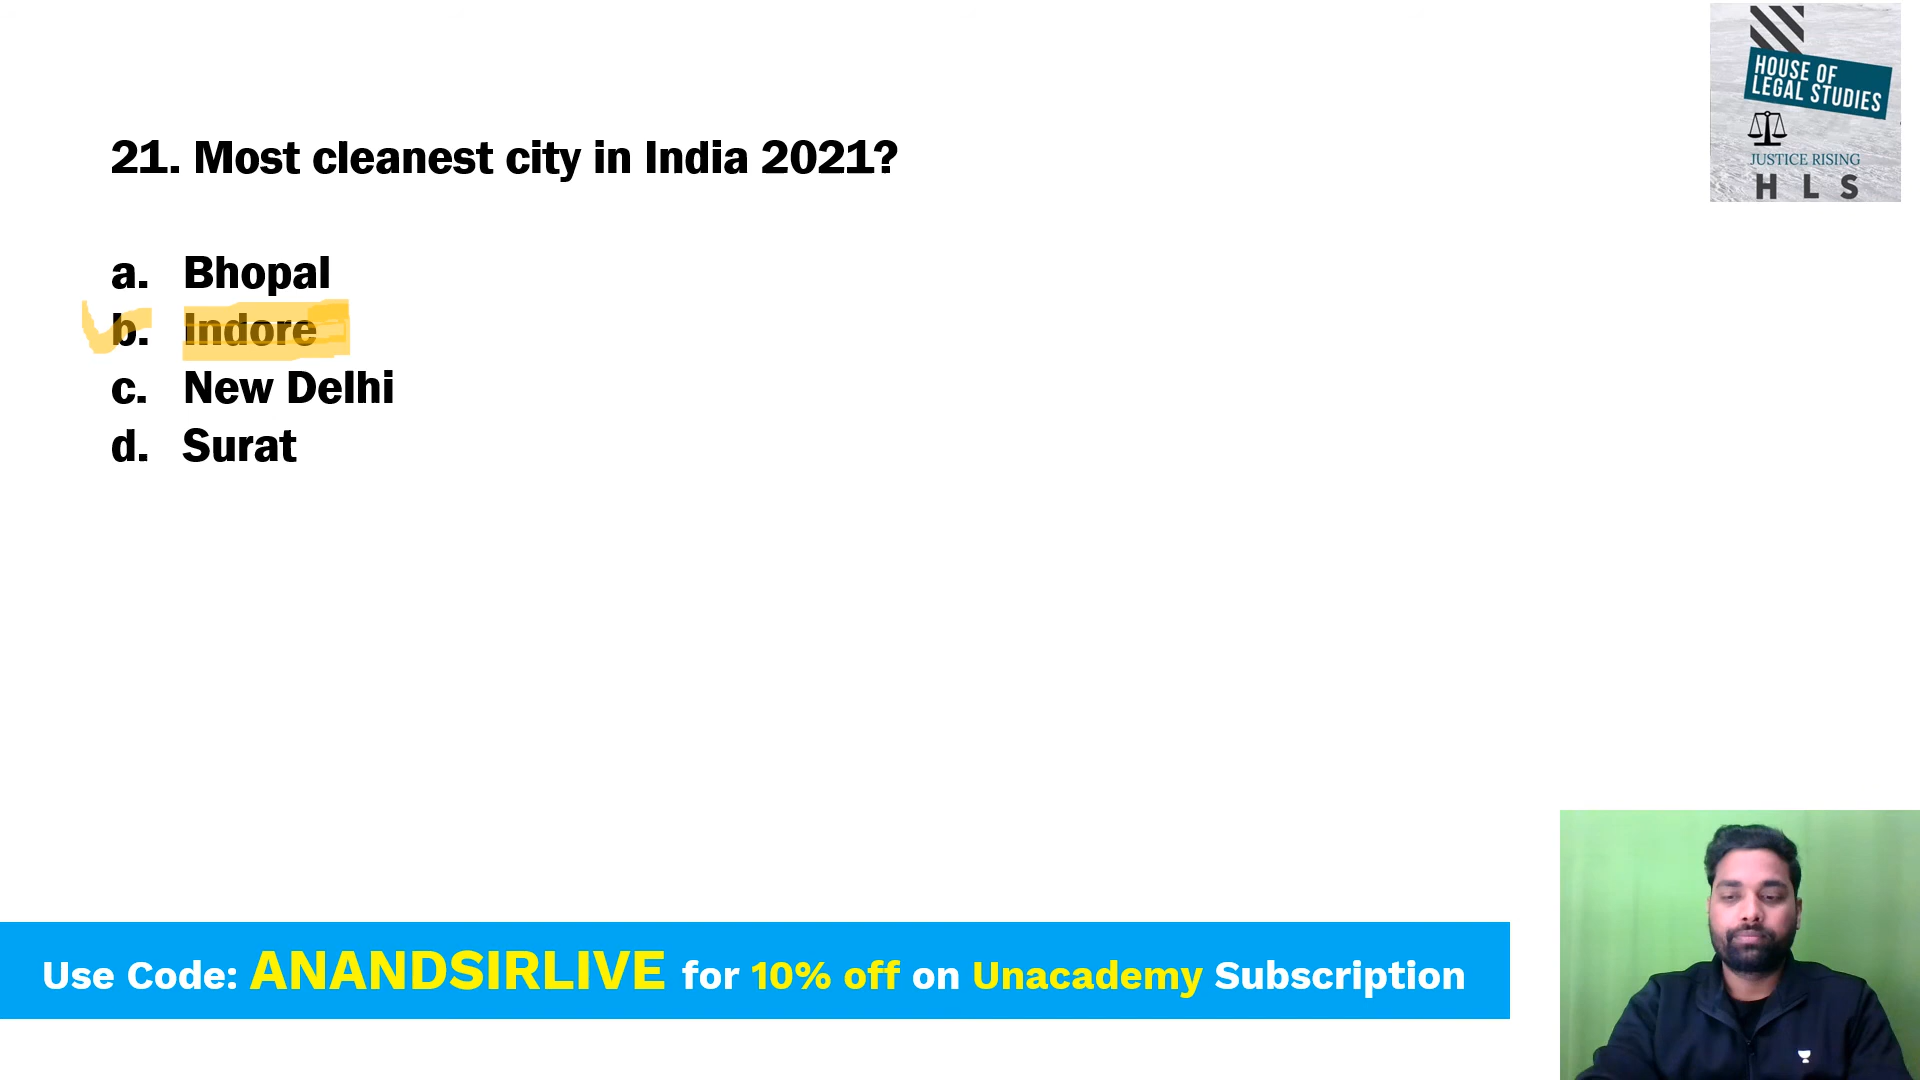 HOUSE OF
LEGAL STUDIES
JUSTICE RISING
H L S
21. Most cleanest city in India 2021?
a. Bhopal
b. Indore
c. New Delhi
d. Surat
Use Code: ANANDSIRLIVE for 10% off on Unacademy Subscription